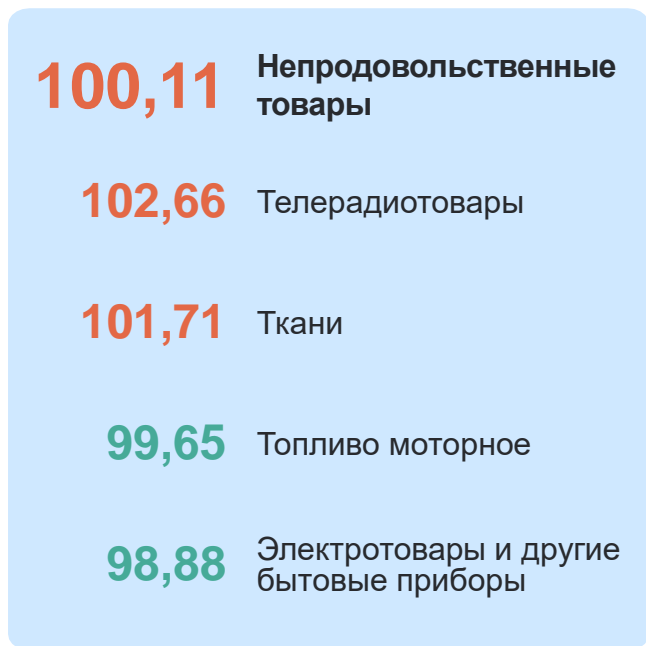 100,11 Непродовольственные
товары
102,66 Телерадиотовары
101,71 Ткани
99,65 Топливо моторное
98,88 Электротовары и другие
бытовые приборы